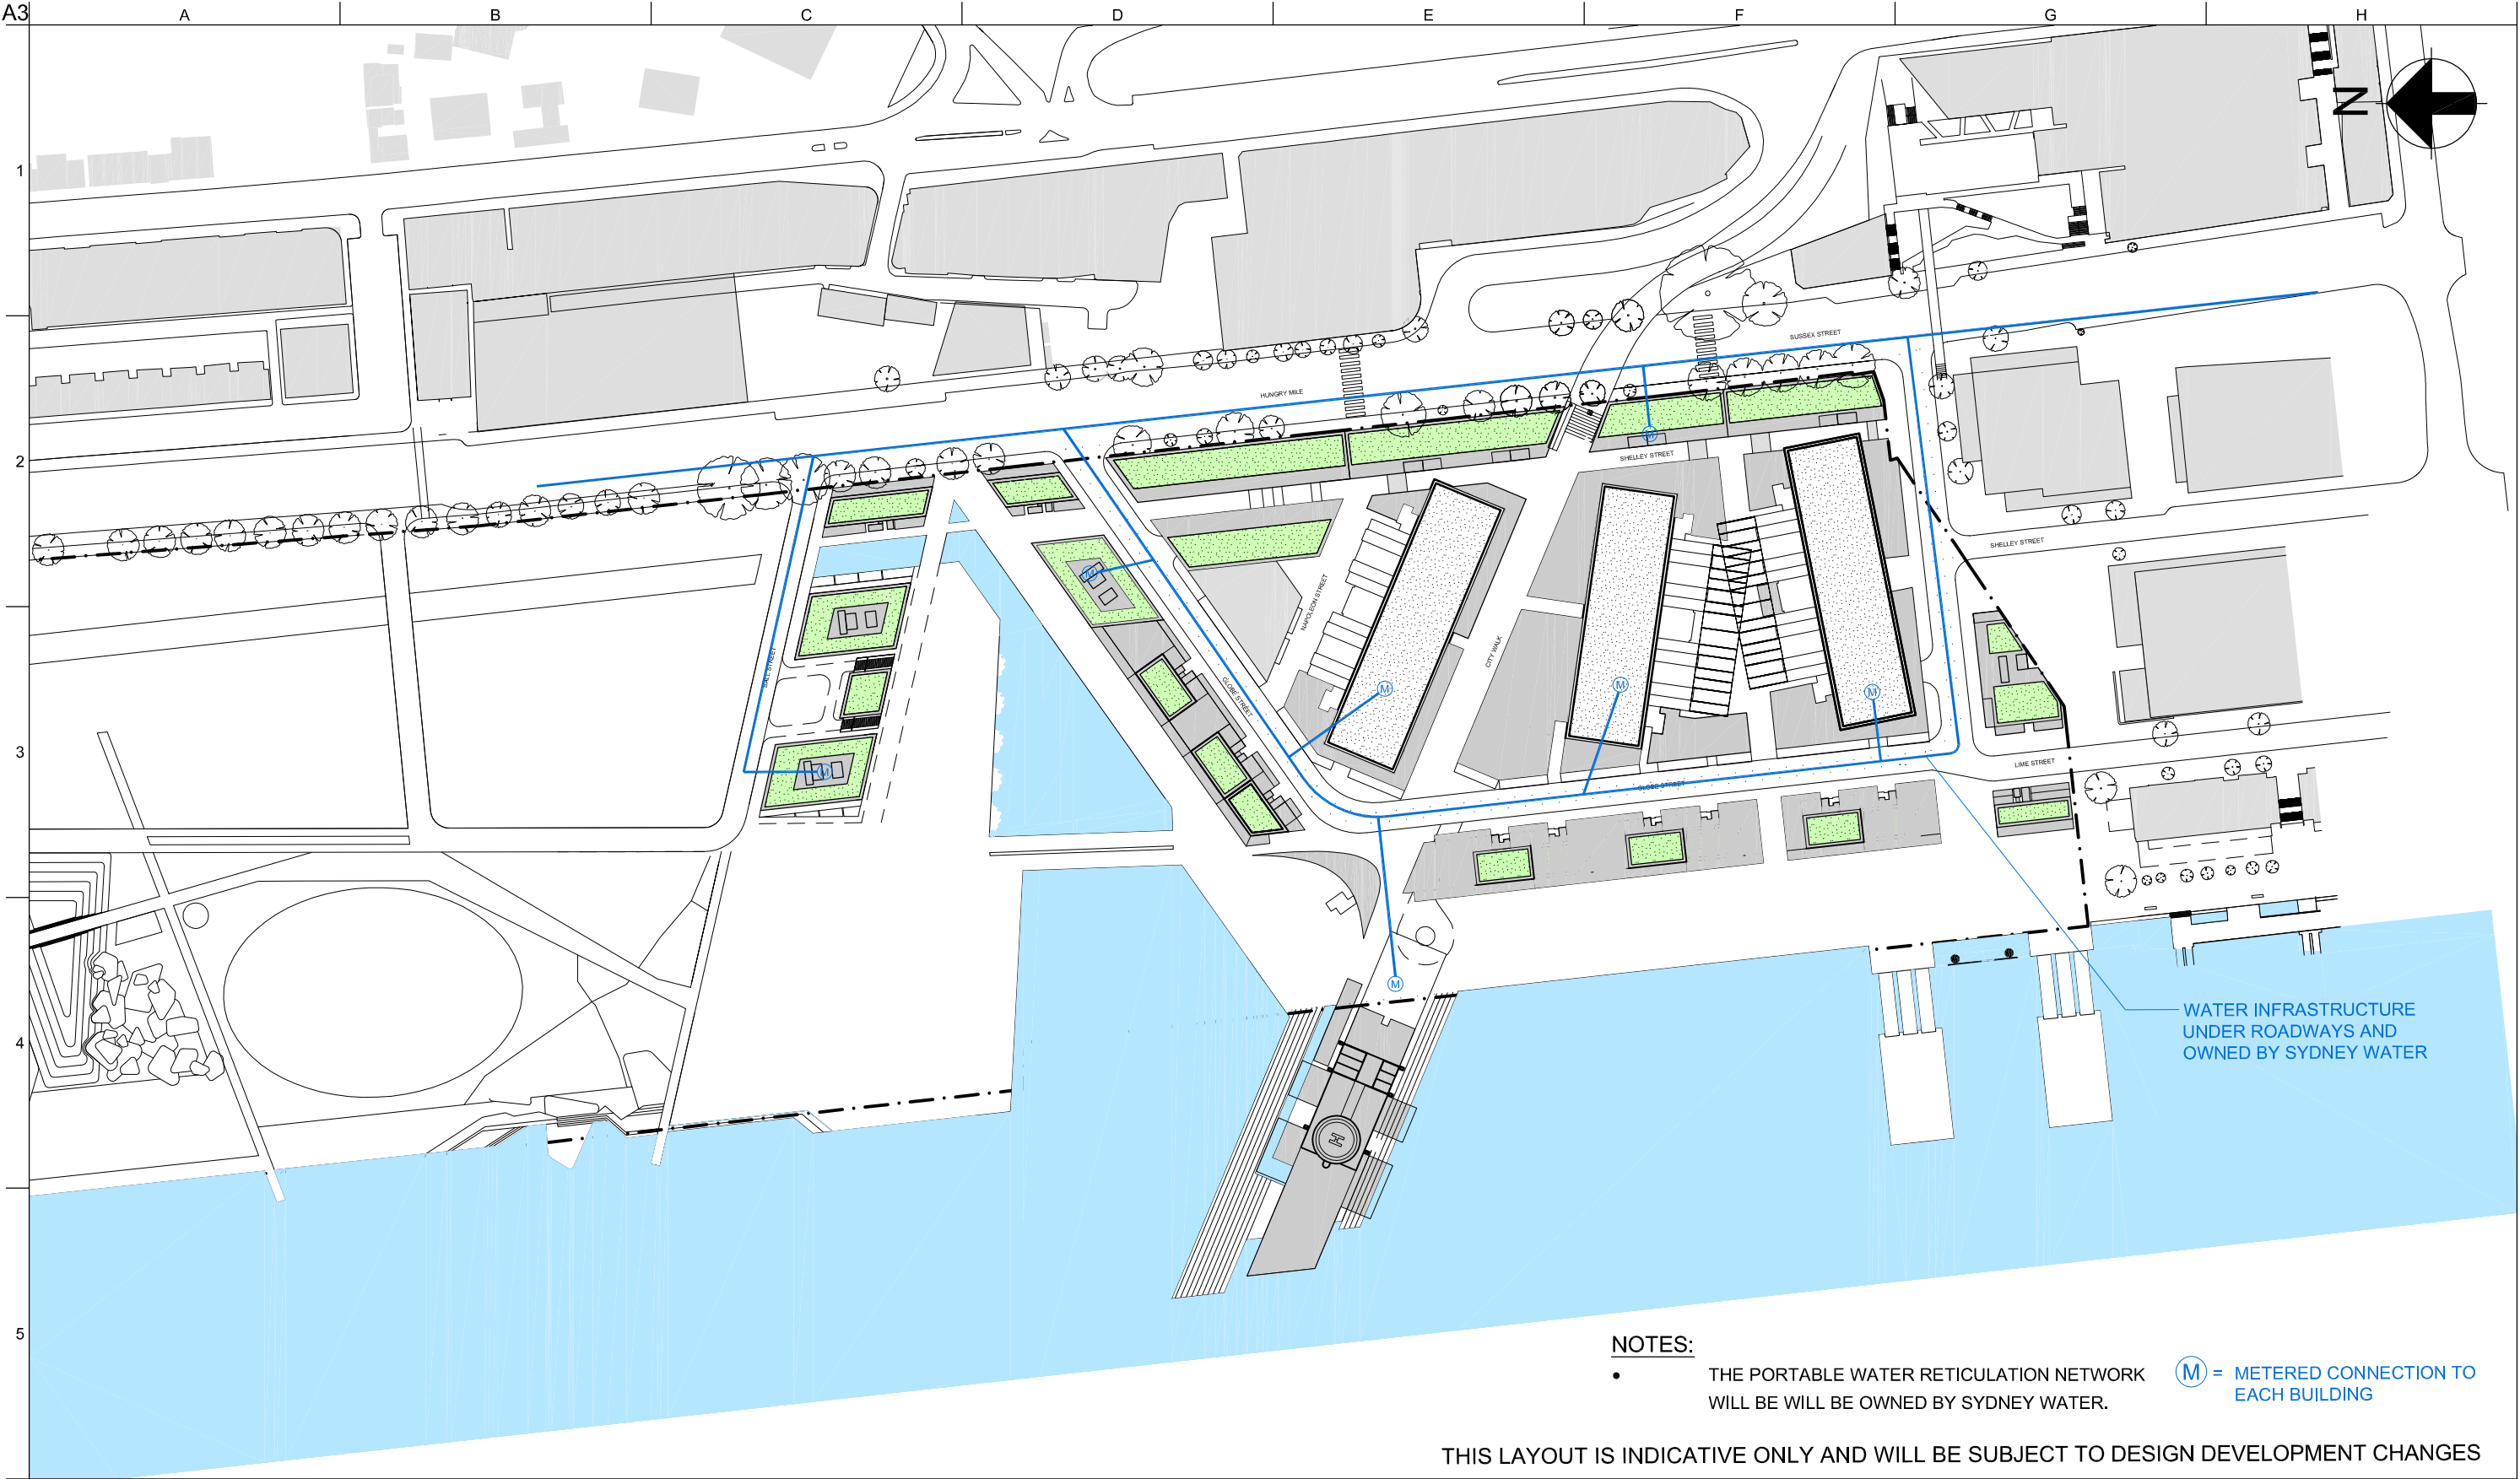 A3
A
B
C
D
E
F
G
H
1
N
SUSSEX STREET
HUNGRY MILE
2
SHELLEY STREET
SHELLEY STREET
M
M
NAPOLEON STREET
CITY WALK
GLOBE STREET
M
M
M
3
M
LIME STREET
GLOBE STREET
M
WATER INFRASTRUCTURE
UNDER ROADWAYS AND
OWNED BY SYDNEY WATER
4
H
5
NOTES:
• THE PORTABLE WATER RETICULATION NETWORK
WILL BE WILL BE OWNED BY SYDNEY WATER.
M = METERED CONNECTION TO
EACH BUILDING
THIS LAYOUT IS INDICATIVE ONLY AND WILL BE SUBJECT TO DESIGN DEVELOPMENT CHANGES